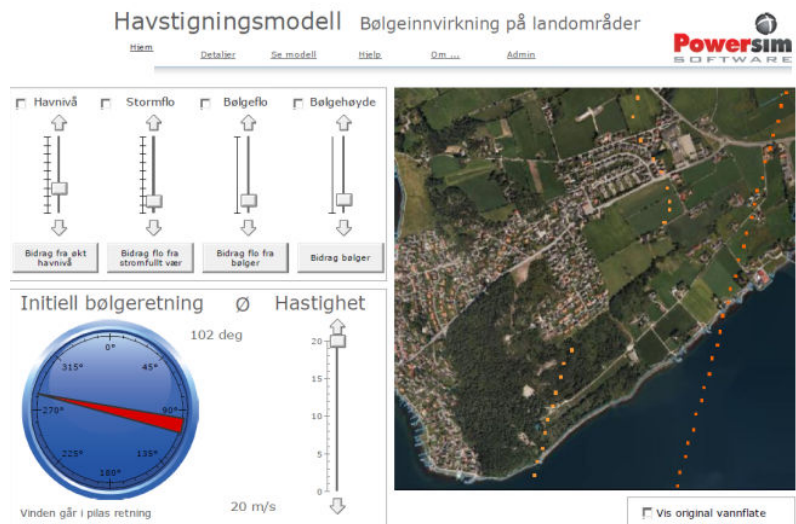 Havstigningsmodell Bølgeinnvirkning på landområder
Powersim
SOFTWARE
Hjem Detaljer Se modell Hjelp Om ... Admin
Havnivå Stormflo Bølgeflo Bølgehøyde
Bidrag fra økt
havnivå
Bidrag flo fra
stromfullt vær
Bidrag flo fra
bølger
Bidrag bølger
Initiell bølgeretning Ø Hastighet
102 deg
0°
45°
90°
135°
180°
225°
270°
315°
20
15
10
5
0
20 m/s
Vinden går i pilas retning
Vis original vannflate